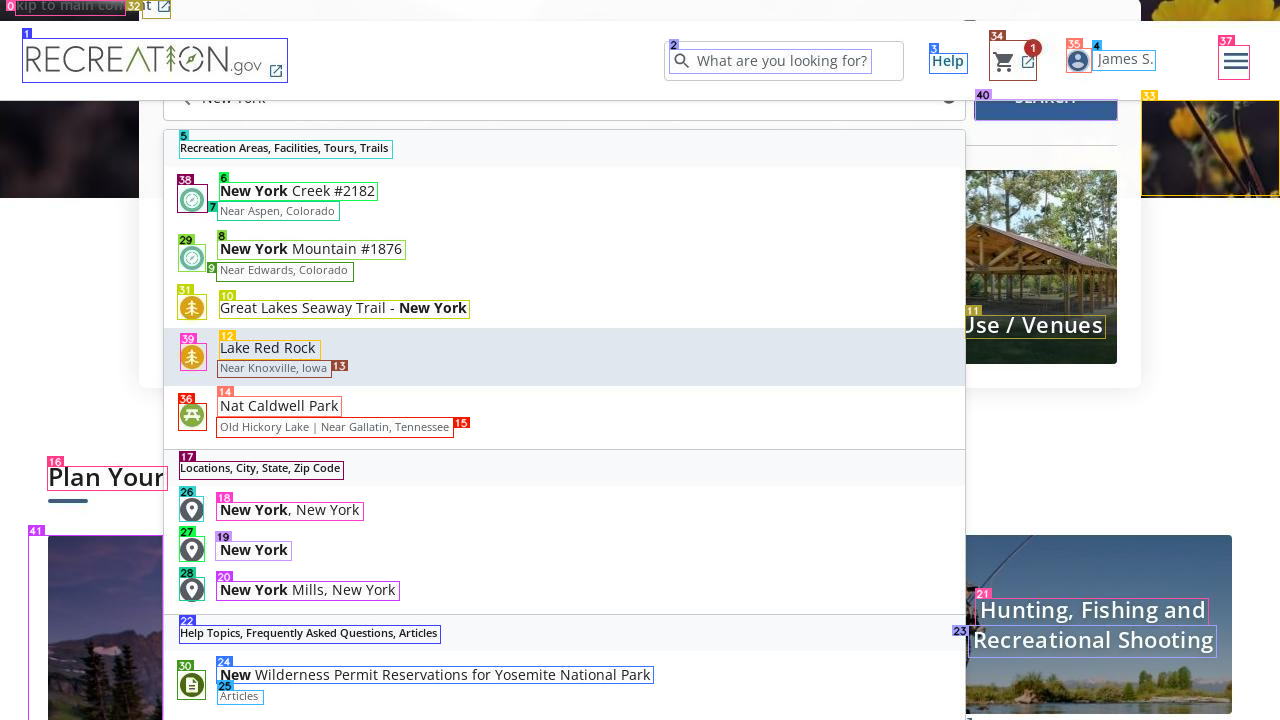 0 Skip to main content 32
1
RECREATION.gov
2 What are you looking for?
3 Help
34 1
35 4 James S.
37
New York
40 SEARCH
33
5
Recreation Areas, Facilities, Tours, Trails
38 6 New York Creek #2182
7 Near Aspen, Colorado
29 8 New York Mountain #1876
9 Near Edwards, Colorado
31 10 Great Lakes Seaway Trail - New York
11 Use / Venues
39 12 Lake Red Rock
Near Knoxville, Iowa 13
36 14 Nat Caldwell Park
Old Hickory Lake | Near Gallatin, Tennessee 15
16 Plan Your
17
Locations, City, State, Zip Code
26 18 New York, New York
27 19 New York
28 20 New York Mills, New York
41
21 Hunting, Fishing and
23 Recreational Shooting
22
Help Topics, Frequently Asked Questions, Articles
30 24 New Wilderness Permit Reservations for Yosemite National Park
25 Articles